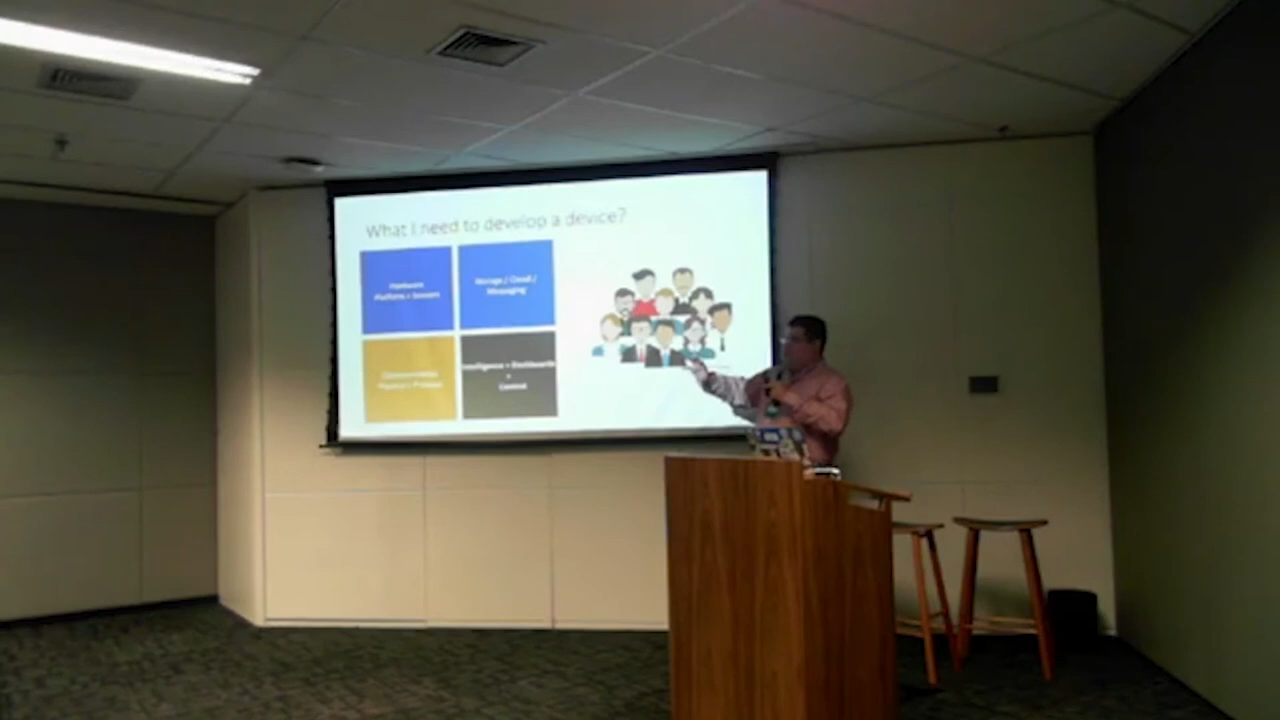 What I need to develop a device?
Hardware
Platform + Sensors
Storage / Cloud /
Messaging
Intelligence + Dashboards
+
Control